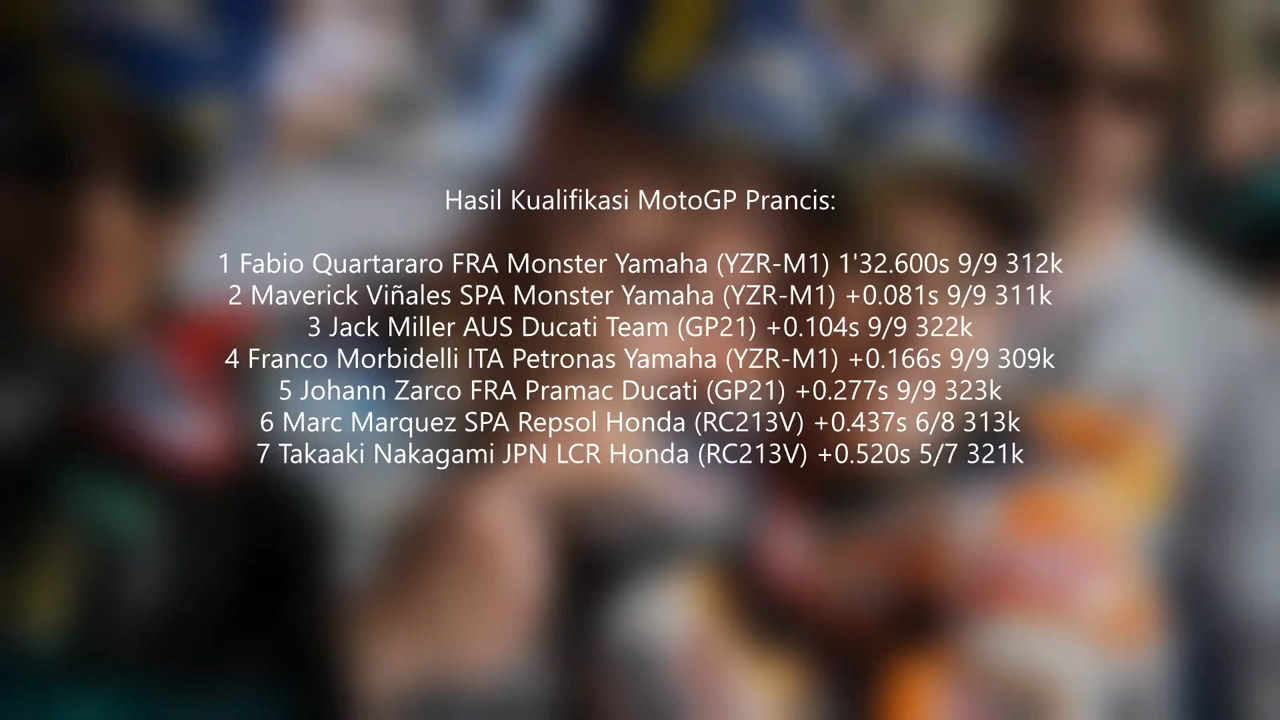 Hasil Kualifikasi MotoGP Prancis:
1 Fabio Quartararo FRA Monster Yamaha (YZR-M1) 1'32.600s 9/9 312k
2 Maverick Viñales SPA Monster Yamaha (YZR-M1) +0.081s 9/9 311k
3 Jack Miller AUS Ducati Team (GP21) +0.104s 9/9 322k
4 Franco Morbidelli ITA Petronas Yamaha (YZR-M1) +0.166s 9/9 309k
5 Johann Zarco FRA Pramac Ducati (GP21) +0.277s 9/9 323k
6 Marc Marquez SPA Repsol Honda (RC213V) +0.437s 6/8 313k
7 Takaaki Nakagami JPN LCR Honda (RC213V) +0.520s 5/7 321k